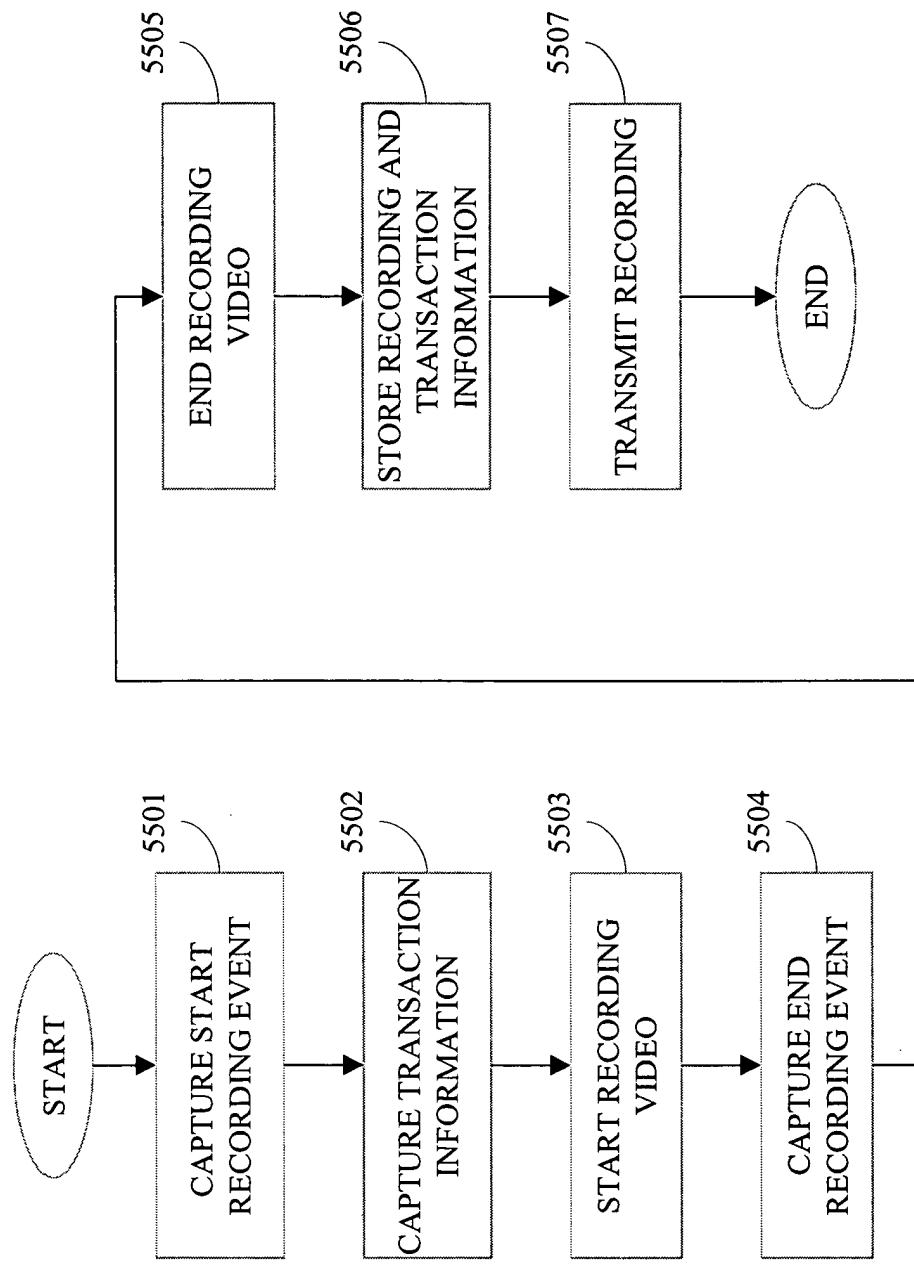 START
CAPTURE START
RECORDING EVENT
5501
CAPTURE TRANSACTION
INFORMATION
5502
START RECORDING
VIDEO
5503
CAPTURE END
RECORDING EVENT
5504
END RECORDING
VIDEO
5505
STORE RECORDING AND
TRANSACTION
INFORMATION
5506
TRANSMIT RECORDING
5507
END